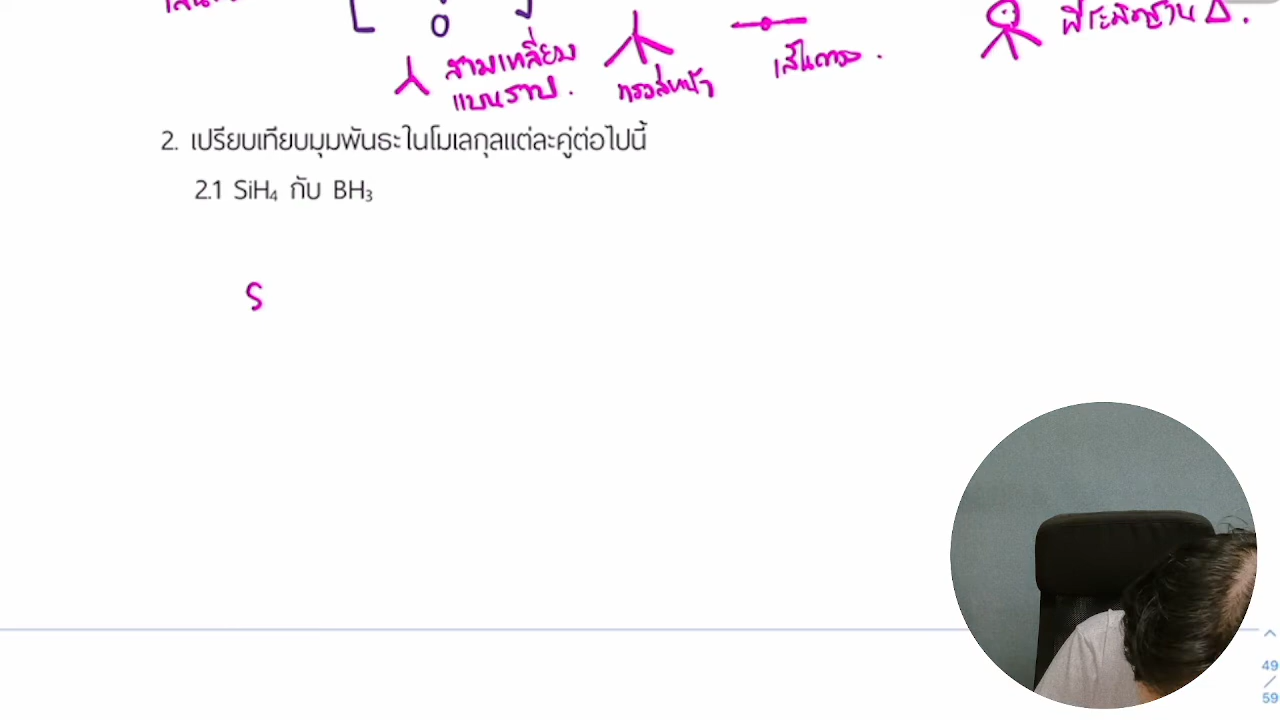 0
สามเหลี่ยม
แบนราบ.
ทรงสี่หน้า
เส้นตรง.
พีระมิดฐาน Δ.
2. เปรียบเทียบมุมพันธะในโมเลกุลแต่ละคู่ต่อไปนี้
2.1 SiH₄ กับ BH₃
S
49
/
59